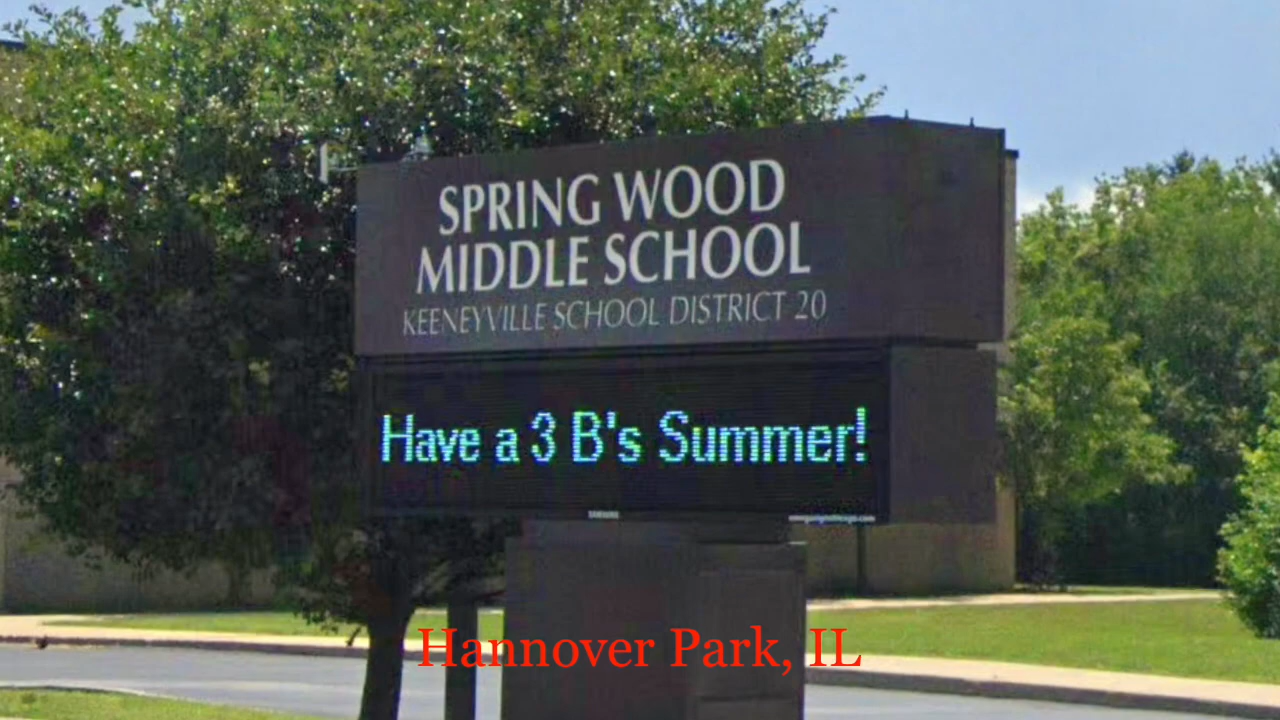 SPRING WOOD
MIDDLE SCHOOL
KEENEYVILLE SCHOOL DISTRICT 20
Have a 3 B's Summer!
Hannover Park, IL